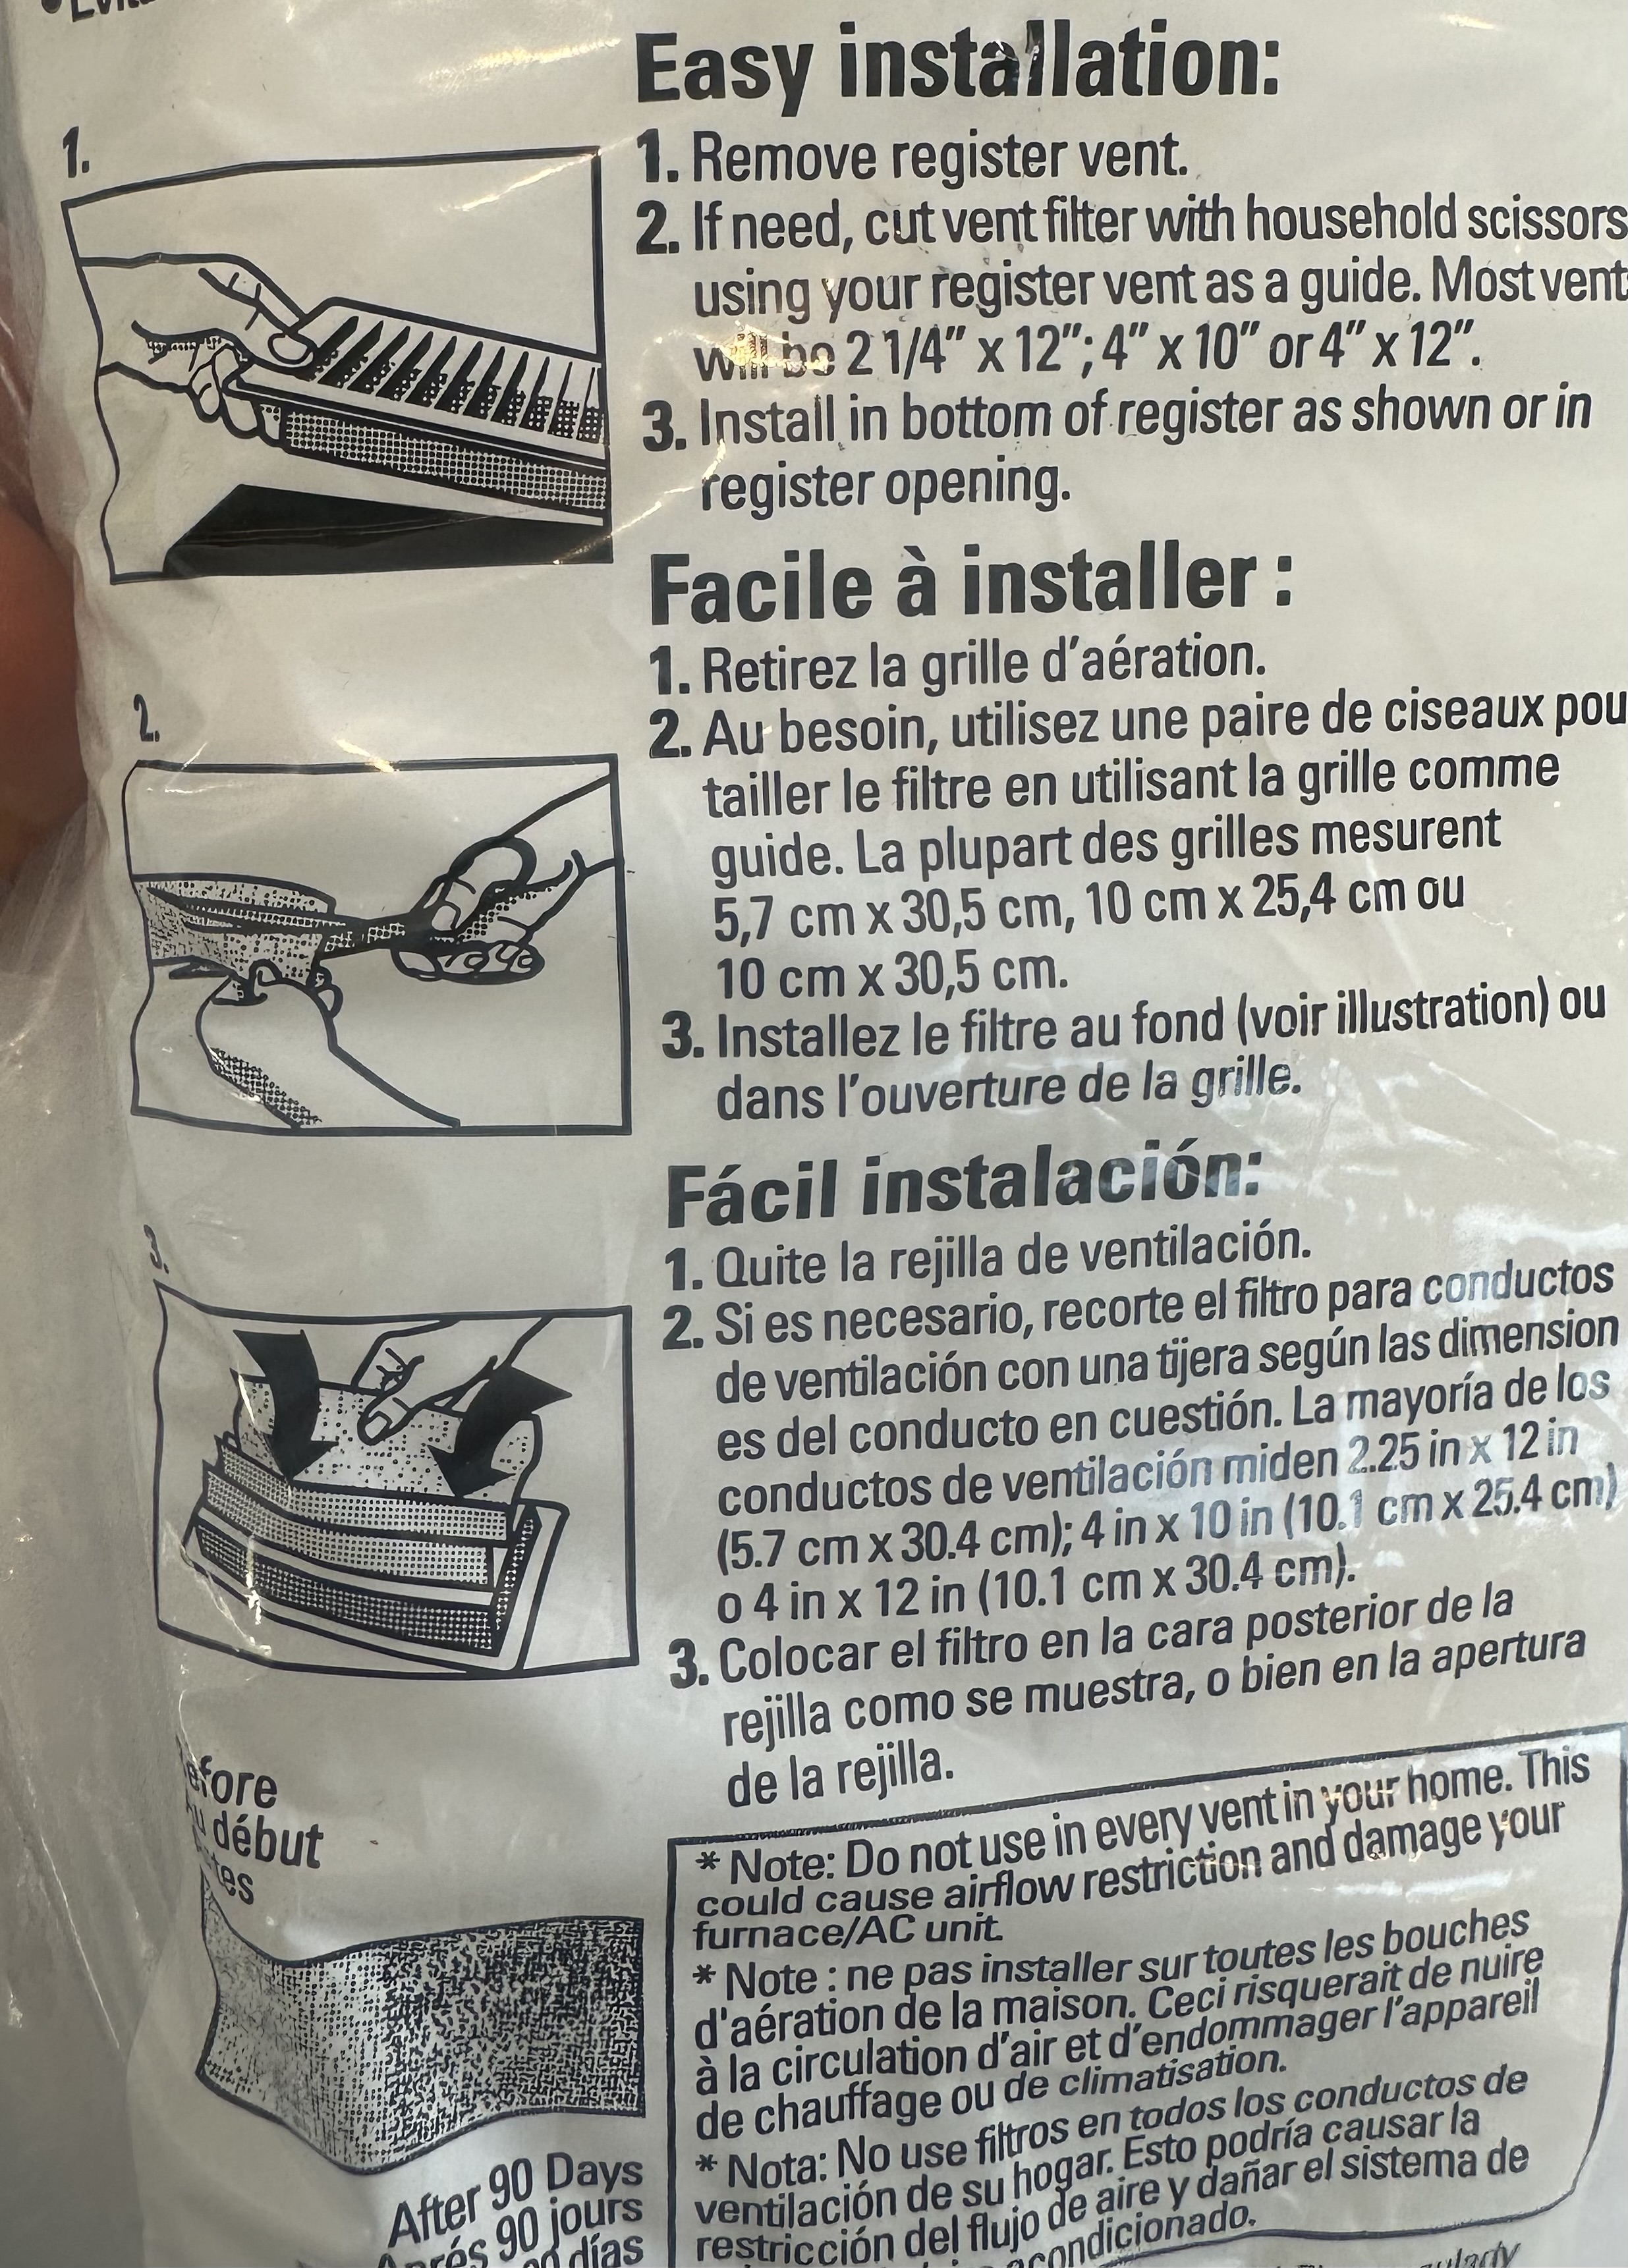 Easy installation:
1.
1. Remove register vent.
2. If need, cut vent filter with household scissors
using your register vent as a guide. Most vent
will be 2 1/4" x 12"; 4" x 10" or 4" x 12".
3. Install in bottom of register as shown or in
register opening.
Facile à installer :
1. Retirez la grille d'aération.
2.
2. Au besoin, utilisez une paire de ciseaux pou
tailler le filtre en utilisant la grille comme
guide. La plupart des grilles mesurent
5,7 cm x 30,5 cm, 10 cm x 25,4 cm ou
10 cm x 30,5 cm.
3. Installez le filtre au fond (voir illustration) ou
dans l'ouverture de la grille.
Fácil instalación:
3.
1. Quite la rejilla de ventilación.
2. Si es necesario, recorte el filtro para conductos
de ventilación con una tijera según las dimension
es del conducto en cuestión. La mayoría de los
conductos de ventilación miden 2.25 in x 12 in
(5.7 cm x 30.4 cm); 4 in x 10 in (10.1 cm x 25.4 cm)
o 4 in x 12 in (10.1 cm x 30.4 cm).
3. Colocar el filtro en la cara posterior de la
rejilla como se muestra, o bien en la apertura
de la rejilla.
efore
u début
tes
After 90 Days
Après 90 jours
días
* Note: Do not use in every vent in your home. This
could cause airflow restriction and damage your
furnace/AC unit.
* Note : ne pas installer sur toutes les bouches
d'aération de la maison. Ceci risquerait de nuire
à la circulation d'air et d'endommager l'appareil
de chauffage ou de climatisation.
* Nota: No use filtros en todos los conductos de
ventilación de su hogar. Esto podría causar la
restricción del flujo de aire y dañar el sistema de
acondicionado.